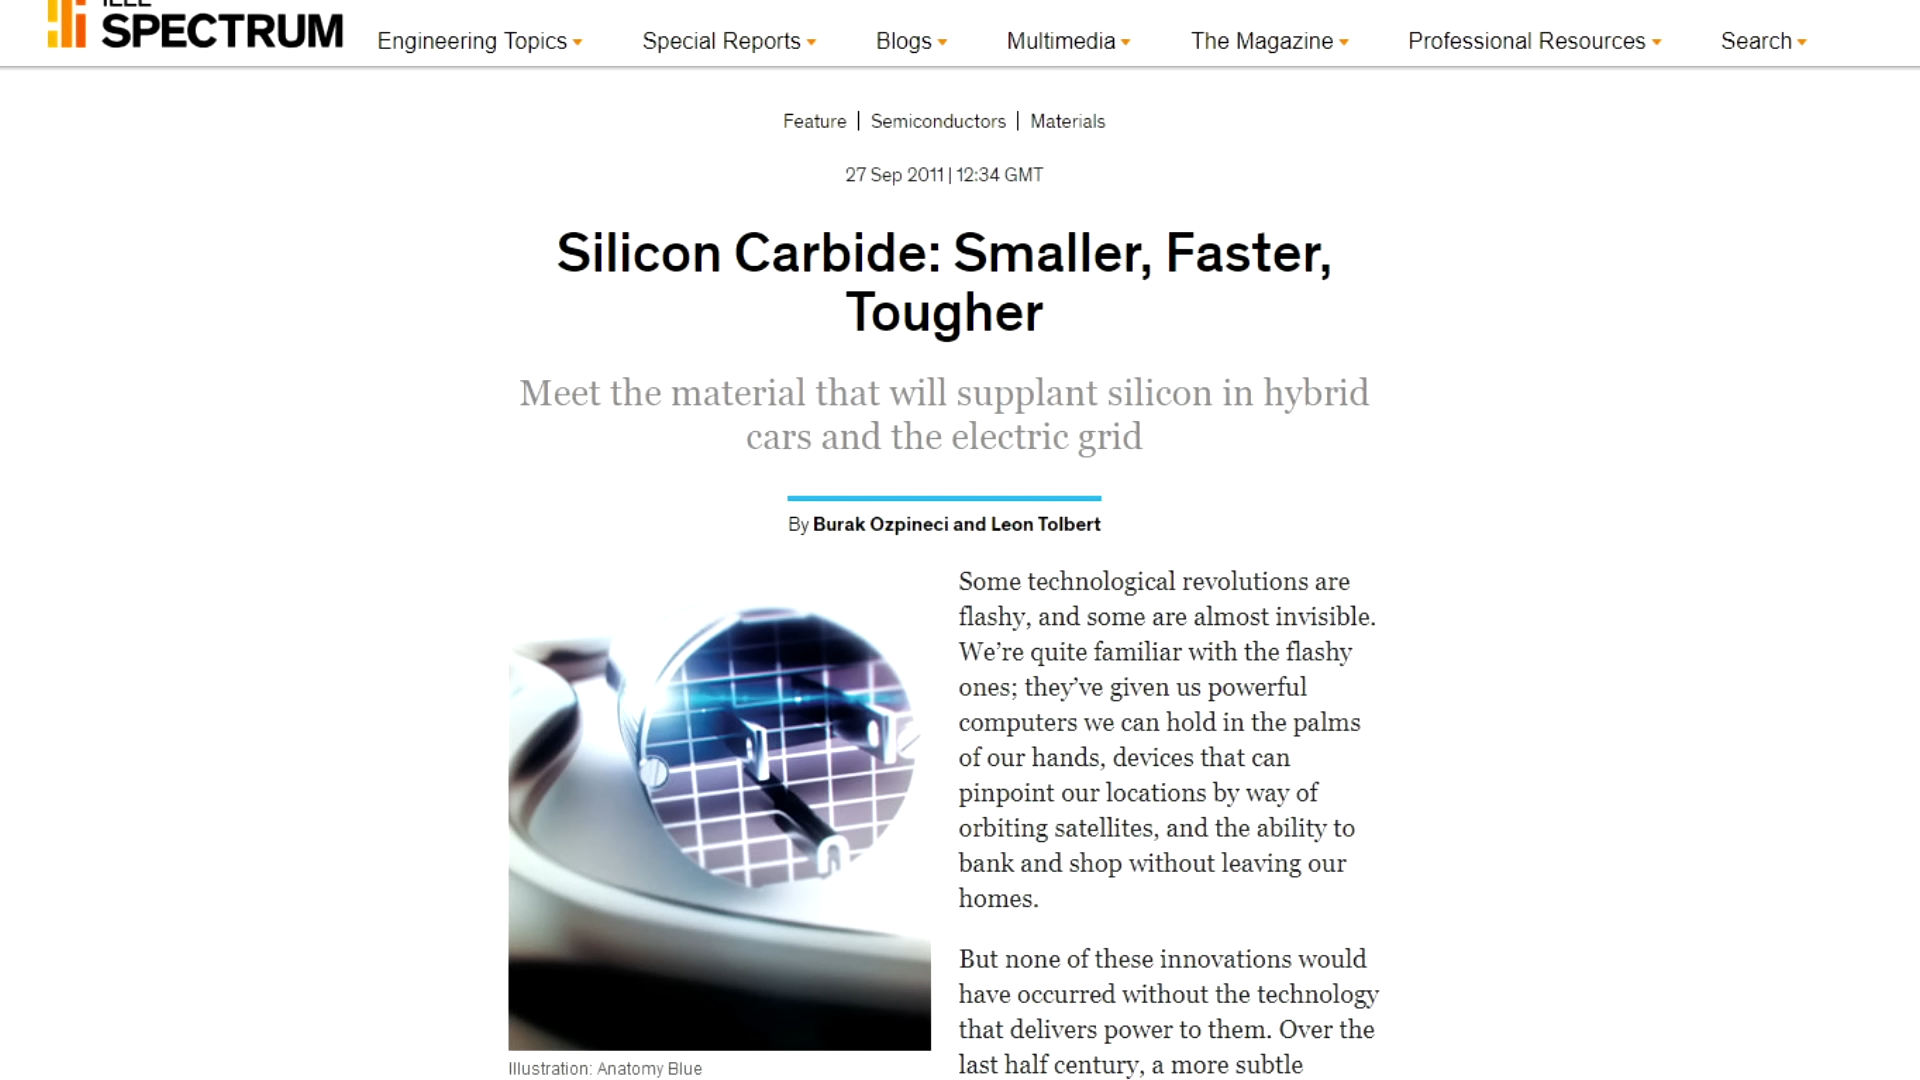 IEEE
SPECTRUM
Engineering Topics
Special Reports
Blogs
Multimedia
The Magazine
Professional Resources
Search
Feature | Semiconductors | Materials
27 Sep 2011 | 12:34 GMT
Silicon Carbide: Smaller, Faster,
Tougher
Meet the material that will supplant silicon in hybrid
cars and the electric grid
By Burak Ozpineci and Leon Tolbert
Some technological revolutions are
flashy, and some are almost invisible.
We’re quite familiar with the flashy
ones; they’ve given us powerful
computers we can hold in the palms
of our hands, devices that can
pinpoint our locations by way of
orbiting satellites, and the ability to
bank and shop without leaving our
homes.
But none of these innovations would
have occurred without the technology
that delivers power to them. Over the
last half century, a more subtle
Illustration: Anatomy Blue